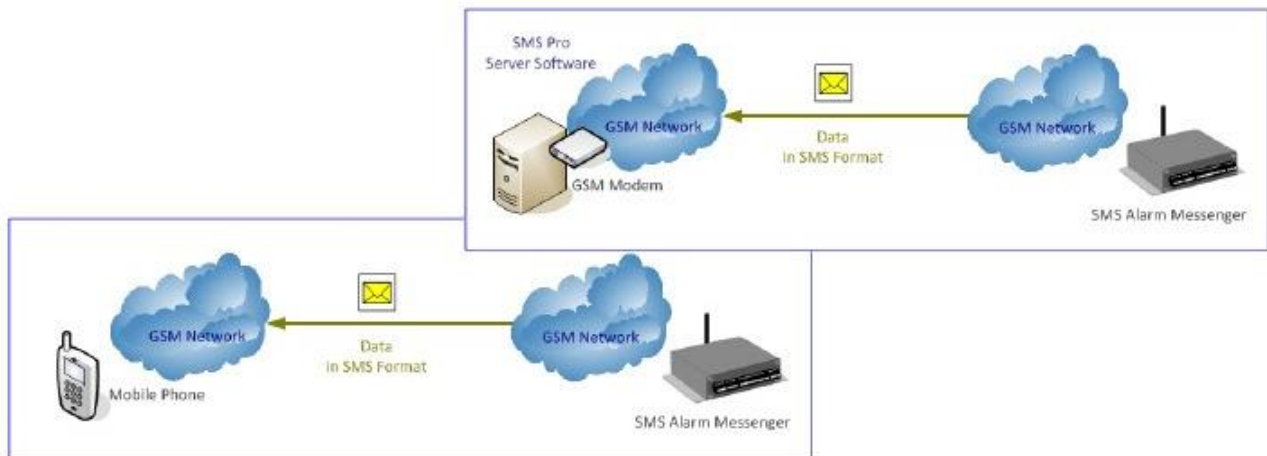 SMS Pro
Server Software
GSM Network
GSM Modem
Data
in SMS Format
GSM Network
SMS Alarm Messenger
GSM Network
Mobile Phone
Data
in SMS Format
GSM Network
SMS Alarm Messenger